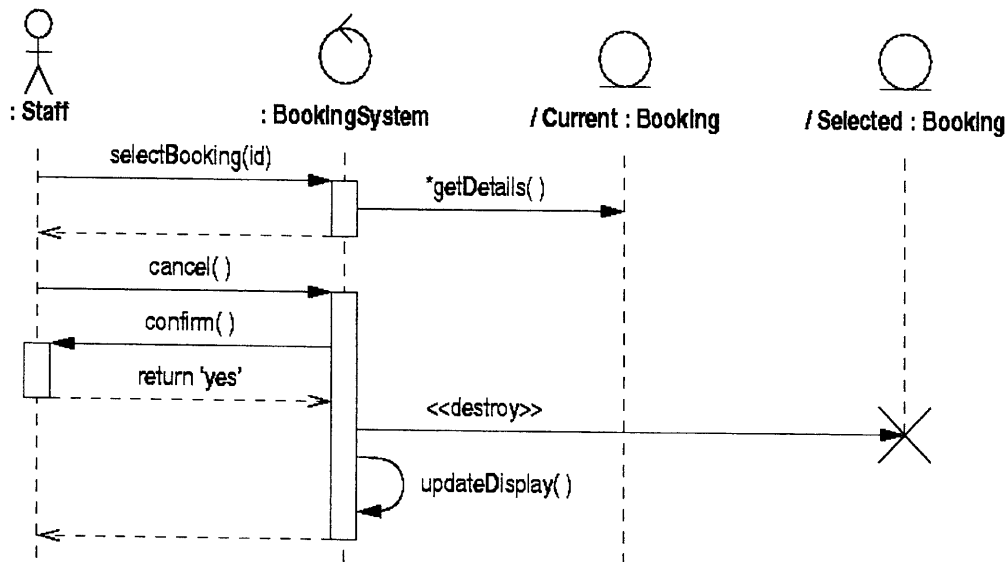 : Staff
: BookingSystem
/ Current : Booking
/ Selected : Booking
selectBooking(id)
*getDetails( )
cancel( )
confirm( )
return 'yes'
<<destroy>>
updateDisplay( )